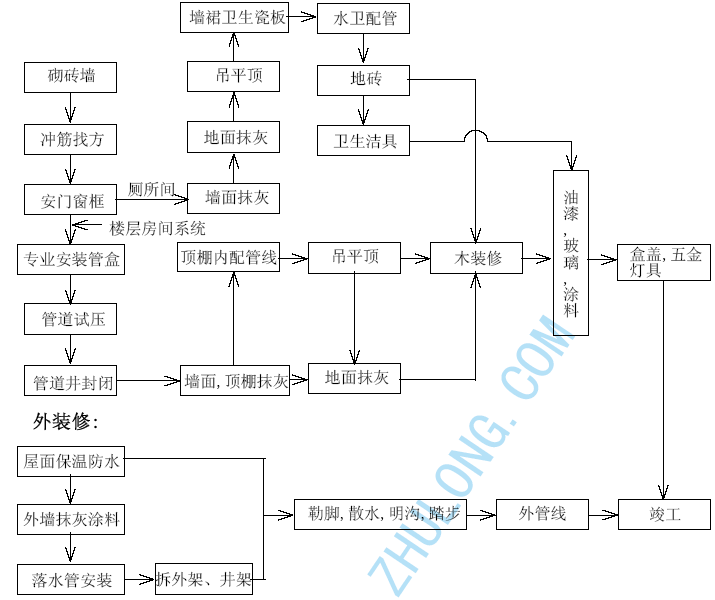 墙裙卫生瓷板
水卫配管
砌砖墙
吊平顶
地砖
冲筋找方
地面抹灰
卫生洁具
安门窗框
厕所间
墙面抹灰
楼层房间系统
专业安装管盒
顶棚内配管线
吊平顶
木装修
油漆,玻璃,涂料
盒盖,五金
灯具
管道试压
管道井封闭
墙面,顶棚抹灰
地面抹灰
外装修:
屋面保温防水
外墙抹灰涂料
勒脚,散水,明沟,踏步
外管线
竣工
落水管安装
拆外架、井架
ZHULONG.COM